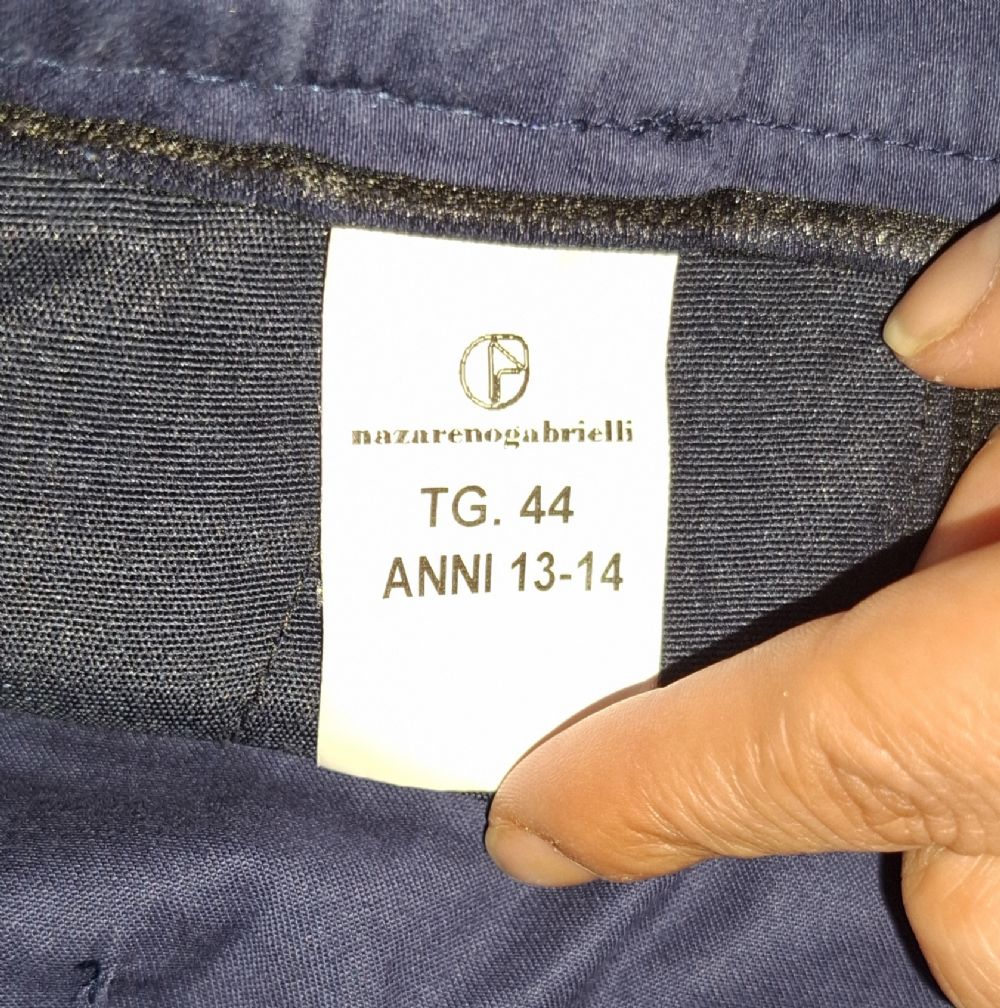 nazarenogabrielli
TG. 44
ANNI 13-14